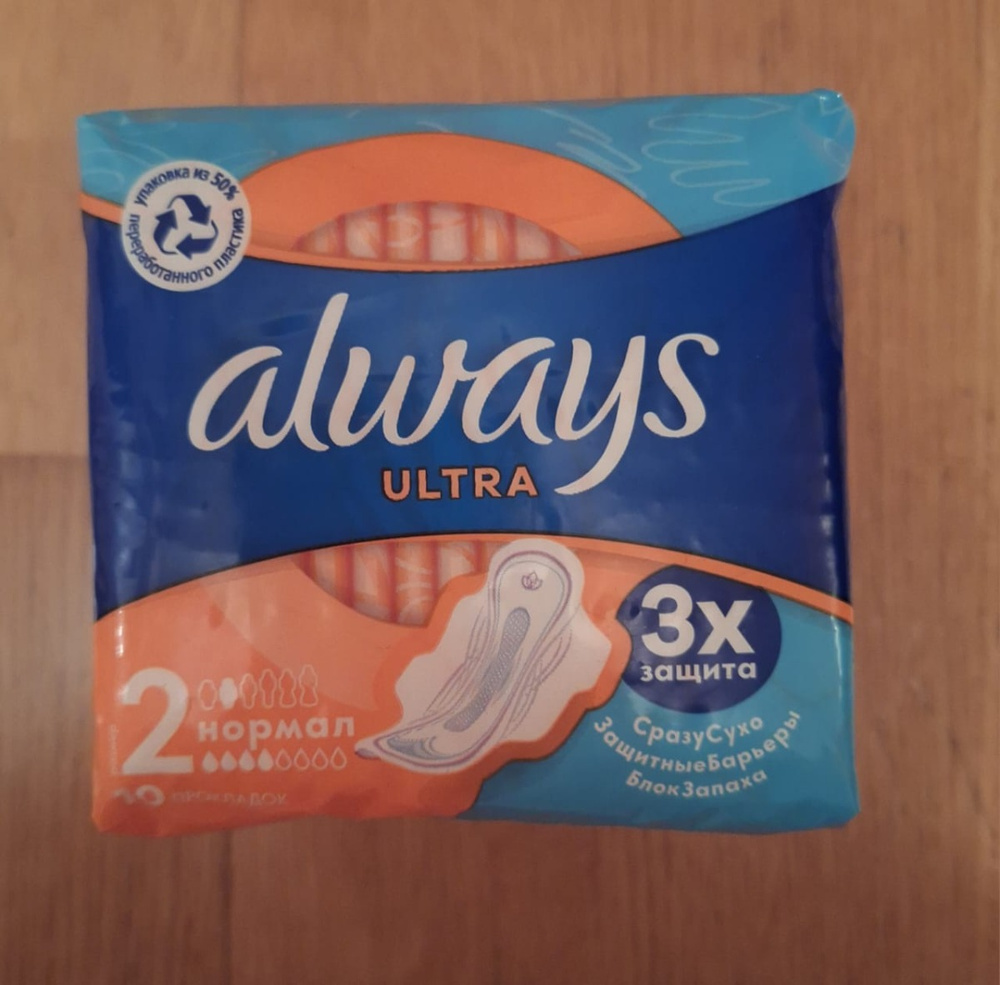 упаковка из 50%
переработанного пластика
always
ULTRA
3x
защита
2
нормал
СразуСухо
ЗащитныеБарьеры
БлокЗапаха
прокладок